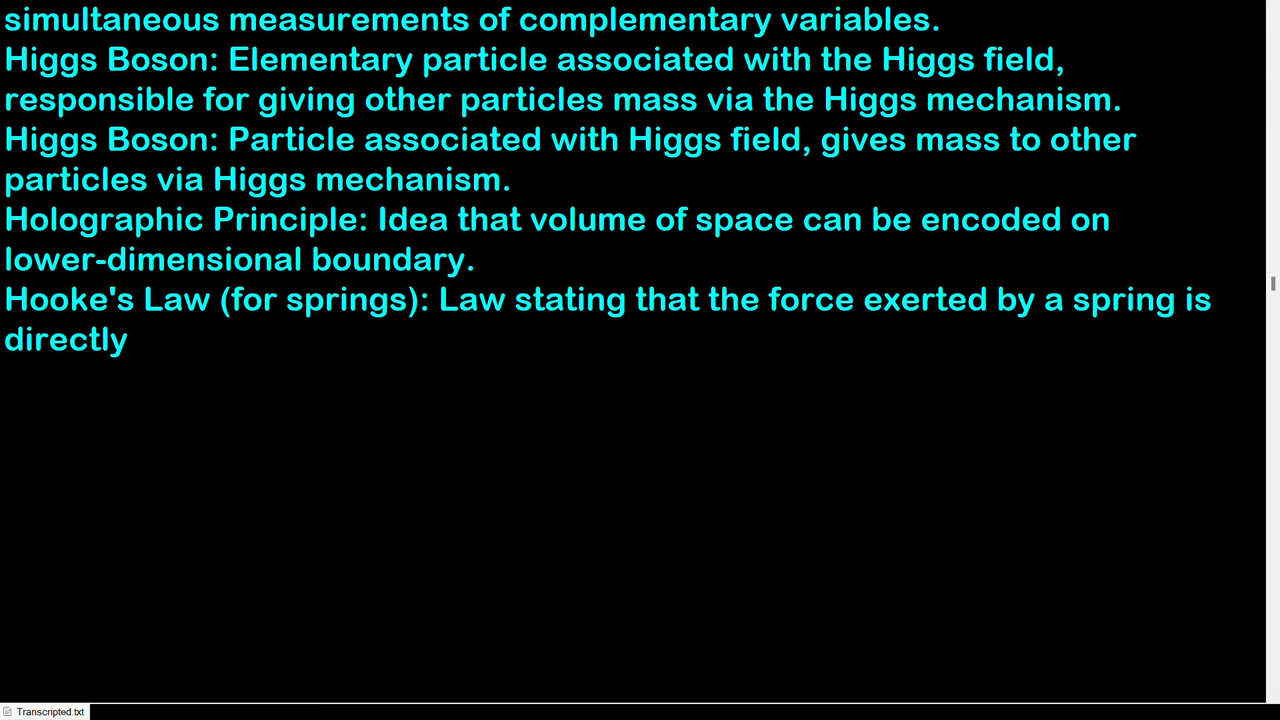 simultaneous measurements of complementary variables.
Higgs Boson: Elementary particle associated with the Higgs field,
responsible for giving other particles mass via the Higgs mechanism.
Higgs Boson: Particle associated with Higgs field, gives mass to other
particles via Higgs mechanism.
Holographic Principle: Idea that volume of space can be encoded on
lower-dimensional boundary.
Hooke's Law (for springs): Law stating that the force exerted by a spring is
directly
Transcripted.txt